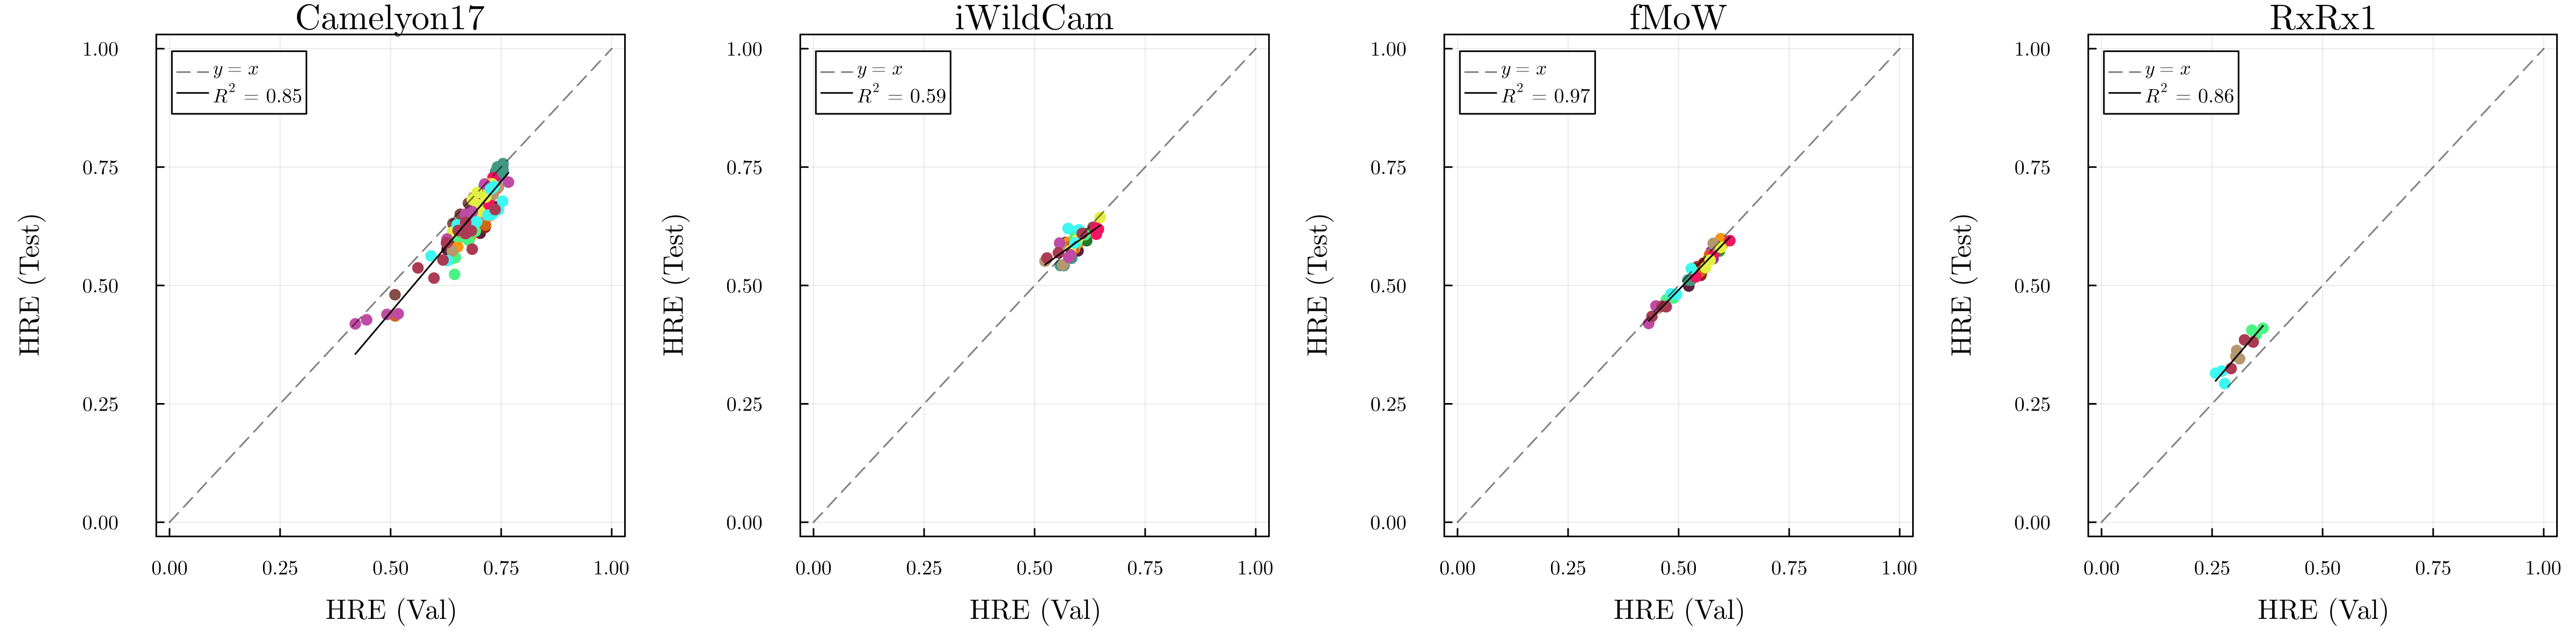 Camelyon17
1.00
0.75
0.50
0.25
0.00
HRE (Test)
y = x
R² = 0.85
0.00 0.25 0.50 0.75 1.00
HRE (Val)
iWildCam
1.00
0.75
0.50
0.25
0.00
HRE (Test)
y = x
R² = 0.59
0.00 0.25 0.50 0.75 1.00
HRE (Val)
fMoW
1.00
0.75
0.50
0.25
0.00
HRE (Test)
y = x
R² = 0.97
0.00 0.25 0.50 0.75 1.00
HRE (Val)
RxRx1
1.00
0.75
0.50
0.25
0.00
HRE (Test)
y = x
R² = 0.86
0.00 0.25 0.50 0.75 1.00
HRE (Val)